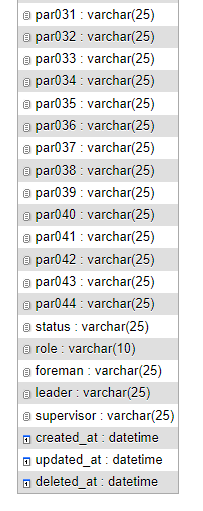 par031 : varchar(25)
par032 : varchar(25)
par033 : varchar(25)
par034 : varchar(25)
par035 : varchar(25)
par036 : varchar(25)
par037 : varchar(25)
par038 : varchar(25)
par039 : varchar(25)
par040 : varchar(25)
par041 : varchar(25)
par042 : varchar(25)
par043 : varchar(25)
par044 : varchar(25)
status : varchar(25)
role : varchar(10)
foreman : varchar(25)
leader : varchar(25)
supervisor : varchar(25)
created_at : datetime
updated_at : datetime
deleted_at : datetime